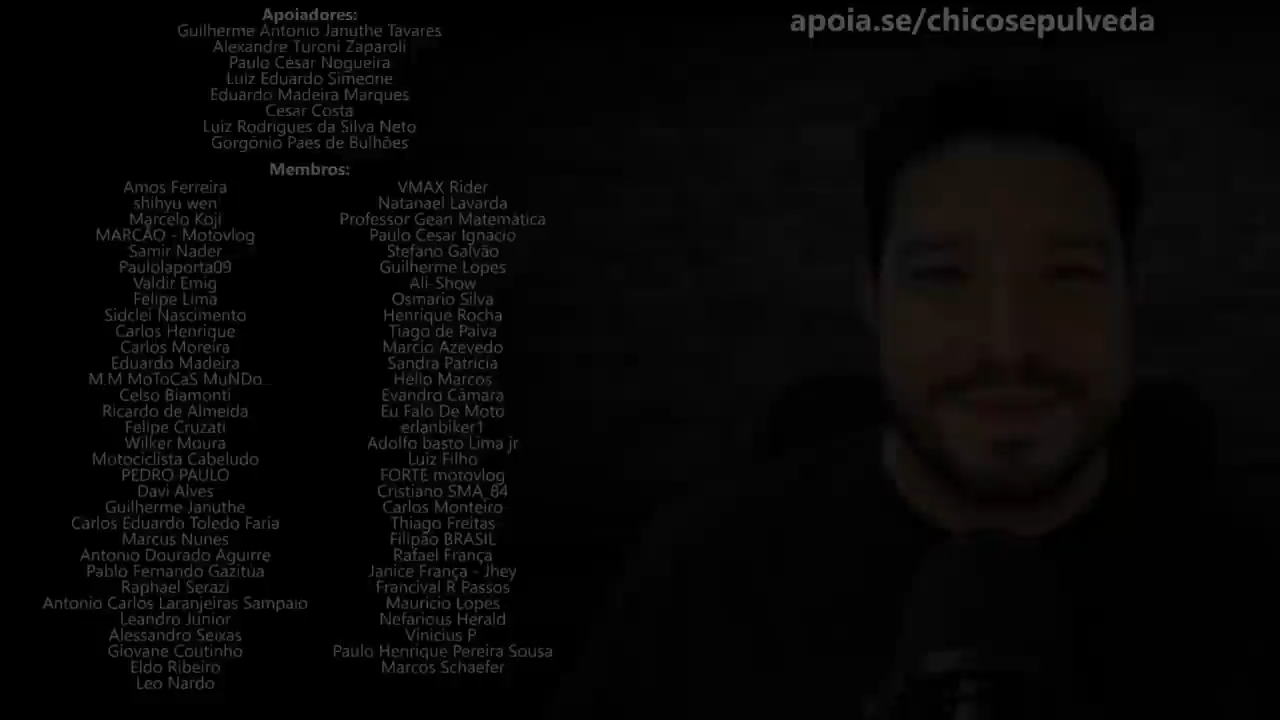 apoia.se/chicosepulveda
Apoiadores:
Guilherme Antonio Januthe Tavares
Alexandre Turoni Zaparoli
Paulo César Nogueira
Luiz Eduardo Simeone
Eduardo Madeira Marques
Cesar Costa
Luiz Rodrigues da Silva Neto
Gorgônio Paes de Bulhões
Membros:
Amos Ferreira
shihyu wen
Marcelo Koji
MARCÃO - Motovlog
Samir Nader
Paulolaporta09
Valdir Emig
Felipe Lima
Sidclei Nascimento
Carlos Henrique
Carlos Moreira
Eduardo Madeira
M.M MoToCaS MuNDo...
Celso Biamonti
Ricardo de Almeida
Felipe Cruzati
Wilker Moura
Motociclista Cabeludo
PEDRO PAULO
Davi Alves
Guilherme Januthe
Carlos Eduardo Toledo Faria
Marcus Nunes
Antonio Dourado Aguirre
Pablo Fernando Gazitúa
Raphael Serazi
Antonio Carlos Laranjeiras Sampaio
Leandro Júnior
Alessandro Seixas
Giovane Coutinho
Eldo Ribeiro
Leo Nardo
VMAX Rider
Natanael Lavarda
Professor Gean Matemática
Paulo Cesar Ignacio
Stefano Galvão
Guilherme Lopes
All-Show
Osmario Silva
Henrique Rocha
Tiago de Paiva
Marcio Azevedo
Sandra Patricia
Hello Marcos
Evandro Câmara
Eu Falo De Moto
edanbiker1
Adolfo basto Lima jr
Luiz Filho
FORTE motovlog
Cristiano SMA_84
Carlos Monteiro
Thiago Freitas
Filipão BRASIL
Rafael França
Janice França - Jhey
Francival R Passos
Mauricio Lopes
Nefarious Herald
Vinicius P
Paulo Henrique Pereira Sousa
Marcos Schaefer